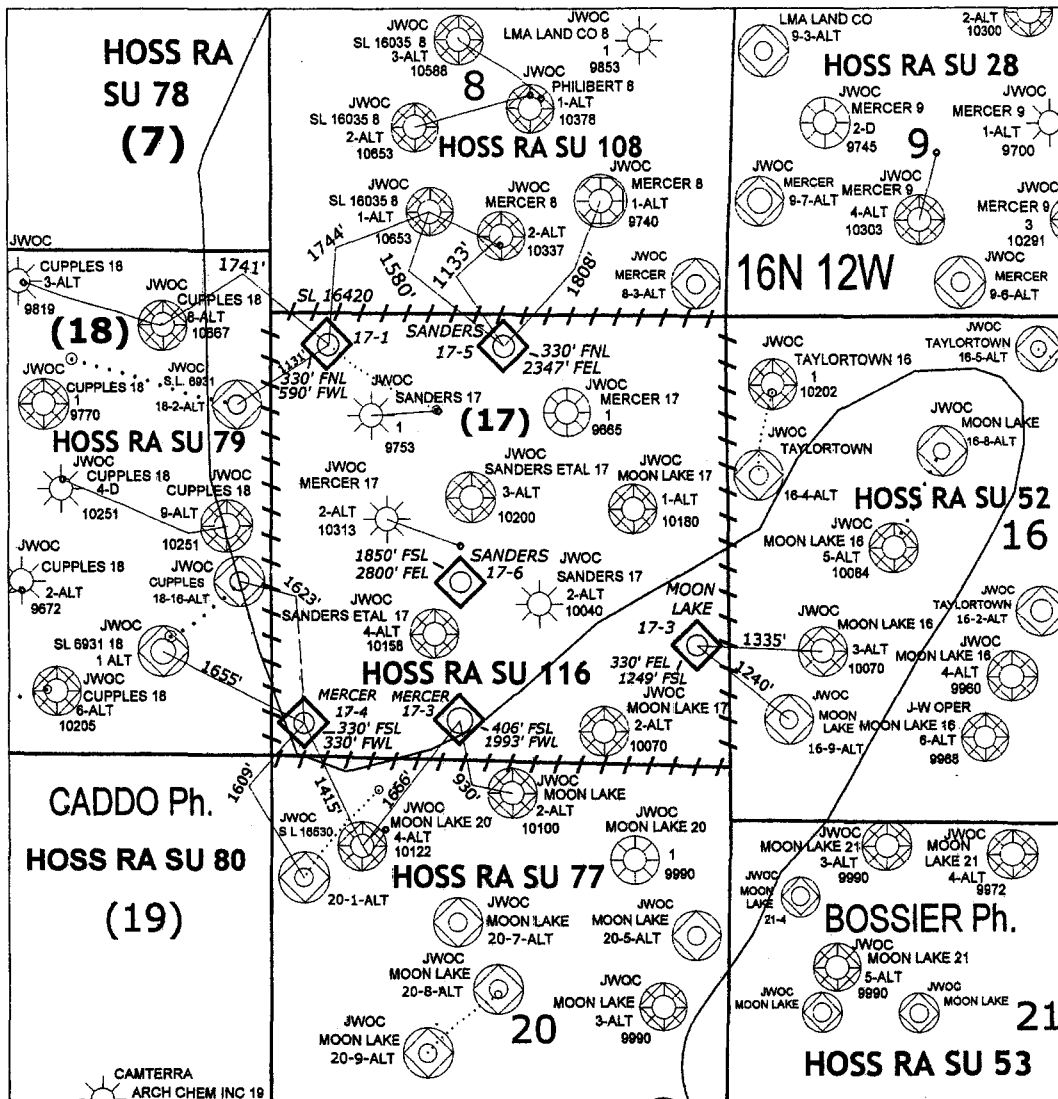 HOSS RA
SU 78
(7)
JWOC
JWOC
SL 16035 8
3-ALT
10588
JWOC
LMA LAND CO 8
1
9853
8
JWOC
PHILIBERT 8
1-ALT
10378
JWOC
SL 16035 8
2-ALT
10653
HOSS RA SU 108
JWOC
SL 16035 8
1-ALT
10653
JWOC
MERCER 8
2-ALT
10337
JWOC
MERCER 8
1-ALT
9740
JWOC
MERCER
8-3-ALT
1744'
1580'
1133'
1808'
JWOC
LMA LAND CO
9-3-ALT
2-ALT
10300
HOSS RA SU 28
JWOC
MERCER 9
2-D
9745
9
JWOC
MERCER 9
1-ALT
9700
JWOC
MERCER
9-7-ALT
JWOC
MERCER 9
4-ALT
10303
JWOC
MERCER 9
3
10291
16N 12W
JWOC
MERCER
9-6-ALT
JWOC
CUPPLES 18
3-ALT
9819
1741'
JWOC
CUPPLES 18
8-ALT
10667
(18)
CUPPLES 18
1
9770
JWOC
S.L. 6931
18-2-ALT
1131'
HOSS RA SU 79
JWOC
CUPPLES 18
4-D
10251
JWOC
CUPPLES 18
9-ALT
10251
JWOC
CUPPLES 18
2-ALT
9672
JWOC
CUPPLES
18-16-ALT
JWOC
SL 6931 18
1 ALT
JWOC
CUPPLES 18
6-ALT
10205
1623'
1655'
SL 16420
17-1
330' FNL
590' FWL
SANDERS
17-5
330' FNL
2347' FEL
JWOC
SANDERS 17
1
9753
(17)
JWOC
MERCER 17
1
9665
JWOC
MERCER 17
2-ALT
10313
JWOC
SANDERS ETAL 17
3-ALT
10200
JWOC
MOON LAKE 17
1-ALT
10180
1850' FSL
2800' FEL
SANDERS
17-6
JWOC
SANDERS 17
2-ALT
10040
JWOC
SANDERS ETAL 17
4-ALT
10158
MOON
LAKE
17-3
330' FEL
1249' FSL
1335'
1240'
HOSS RA SU 116
MERCER
17-4
330' FSL
330' FWL
MERCER
17-3
406' FSL
1993' FWL
JWOC
MOON LAKE 17
2-ALT
10070
JWOC
TAYLORTOWN 16
1
10202
JWOC
TAYLORTOWN
16-5-ALT
JWOC
TAYLORTOWN
16-4-ALT
JWOC
MOON LAKE
16-8-ALT
HOSS RA SU 52
16
JWOC
MOON LAKE 16
5-ALT
10084
JWOC
TAYLORTOWN
16-2-ALT
JWOC
MOON LAKE 16
3-ALT
10070
JWOC
MOON LAKE 16
4-ALT
9960
JWOC
MOON
LAKE
16-9-ALT
J-W OPER
MOON LAKE 16
6-ALT
9968
CADDO Ph.
HOSS RA SU 80
(19)
CAMTERRA
ARCH CHEM INC 19
1609'
1415'
1666'
930'
JWOC
S L 16530
20-1-ALT
JWOC
MOON LAKE 20
4-ALT
10122
JWOC
MOON LAKE
2-ALT
10100
JWOC
MOON LAKE 20
1
9990
HOSS RA SU 77
JWOC
MOON LAKE
20-7-ALT
JWOC
MOON LAKE
20-5-ALT
JWOC
MOON LAKE
20-8-ALT
JWOC
MOON LAKE
20-9-ALT
20
JWOC
MOON LAKE
3-ALT
9990
JWOC
MOON LAKE 21
3-ALT
9990
JWOC
MOON
LAKE 21
4-ALT
9972
JWOC
MOON
LAKE
21-4
BOSSIER Ph.
JWOC
MOON LAKE 21
5-ALT
9990
JWOC
MOON LAKE
JWOC
MOON LAKE
21
HOSS RA SU 53